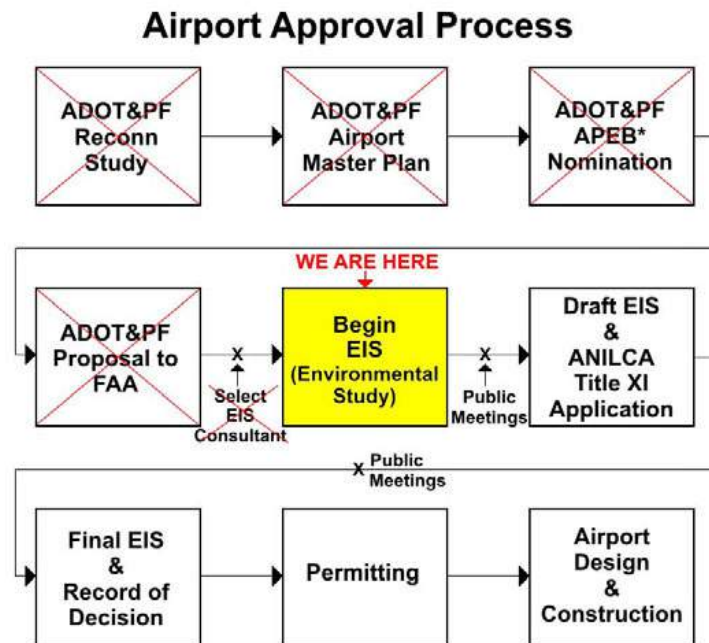 Airport Approval Process
ADOT&PF
Reconn
Study
ADOT&PF
Airport
Master Plan
ADOT&PF
APEB*
Nomination
WE ARE HERE
ADOT&PF
Proposal to
FAA
X
Select
EIS
Consultant
Begin
EIS
(Environmental
Study)
X
Public
Meetings
Draft EIS
&
ANILCA
Title XI
Application
X Public
Meetings
Final EIS
&
Record of
Decision
Permitting
Airport
Design
&
Construction